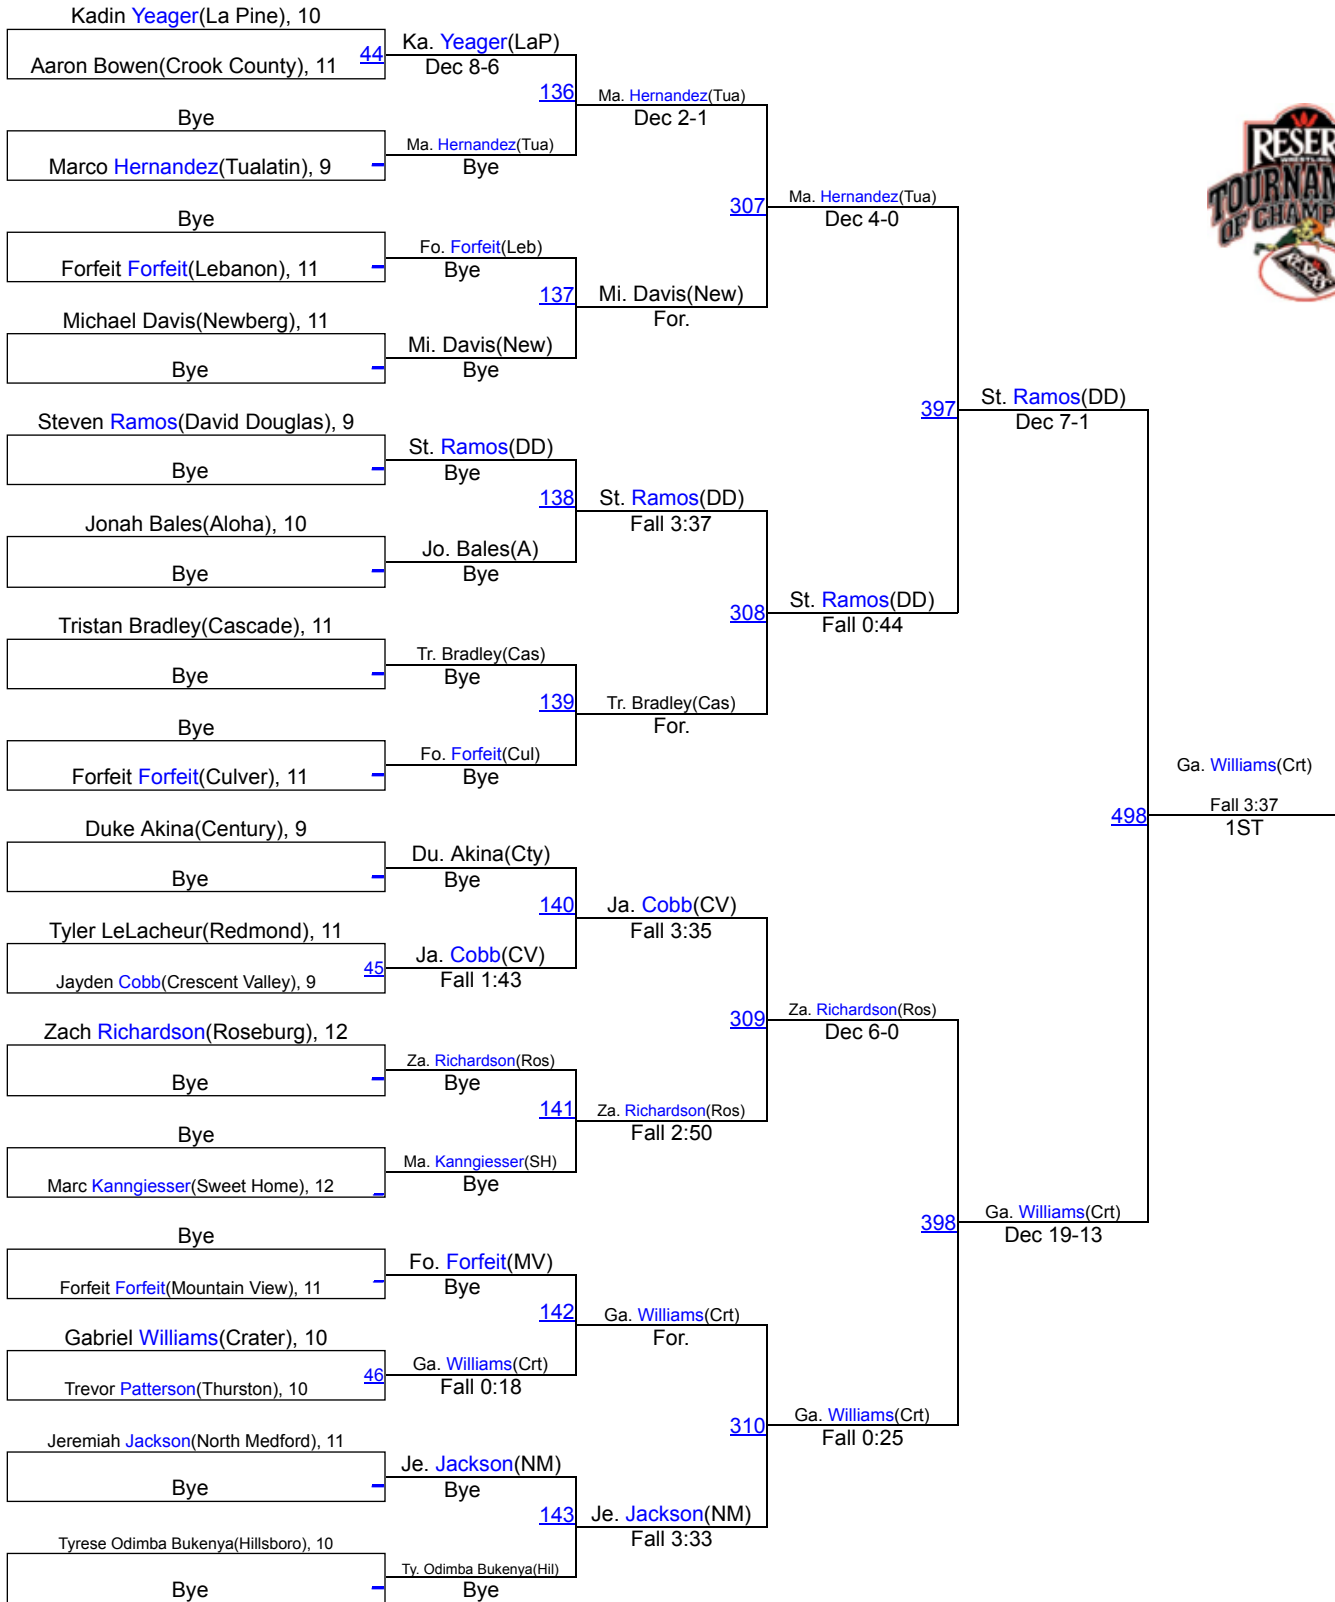 Kadin Yeager(La Pine), 10
Aaron Bowen(Crook County), 11
44
Bye
Marco Hernandez(Tualatin), 9
Bye
Forfeit Forfeit(Lebanon), 11
Michael Davis(Newberg), 11
Bye
Steven Ramos(David Douglas), 9
Bye
Jonah Bales(Aloha), 10
Bye
Tristan Bradley(Cascade), 11
Bye
Bye
Forfeit Forfeit(Culver), 11
Duke Akina(Century), 9
Bye
Tyler LeLacheur(Redmond), 11
Jayden Cobb(Crescent Valley), 9
45
Zach Richardson(Roseburg), 12
Bye
Bye
Marc Kanngiesser(Sweet Home), 12
Bye
Forfeit Forfeit(Mountain View), 11
Gabriel Williams(Crater), 10
Trevor Patterson(Thurston), 10
46
Jeremiah Jackson(North Medford), 11
Bye
Tyrese Odimba Bukenya(Hillsboro), 10
Bye
Ka. Yeager(LaP)
Dec 8-6
136
Ma. Hernandez(Tua)
Bye
Fo. Forfeit(Leb)
Bye
137
Mi. Davis(New)
Bye
St. Ramos(DD)
Bye
138
Jo. Bales(A)
Bye
Tr. Bradley(Cas)
Bye
139
Fo. Forfeit(Cul)
Bye
Du. Akina(Cty)
Bye
140
Ja. Cobb(CV)
Fall 1:43
Za. Richardson(Ros)
Bye
141
Ma. Kanngiesser(SH)
Bye
Fo. Forfeit(MV)
Bye
142
Ga. Williams(Crt)
Fall 0:18
Je. Jackson(NM)
Bye
143
Ty. Odimba Bukenya(Hil)
Bye
Ma. Hernandez(Tua)
Dec 2-1
307
Mi. Davis(New)
For.
St. Ramos(DD)
Fall 3:37
308
Tr. Bradley(Cas)
For.
Ja. Cobb(CV)
Fall 3:35
309
Za. Richardson(Ros)
Fall 2:50
Ga. Williams(Crt)
For.
310
Je. Jackson(NM)
Fall 3:33
Ma. Hernandez(Tua)
Dec 4-0
397
St. Ramos(DD)
Fall 0:44
Za. Richardson(Ros)
Dec 6-0
398
Ga. Williams(Crt)
Fall 0:25
St. Ramos(DD)
Dec 7-1
498
Ga. Williams(Crt)
Dec 19-13
Ga. Williams(Crt)
Fall 3:37
1ST
RESER
TOURNAM
OF CHAMP